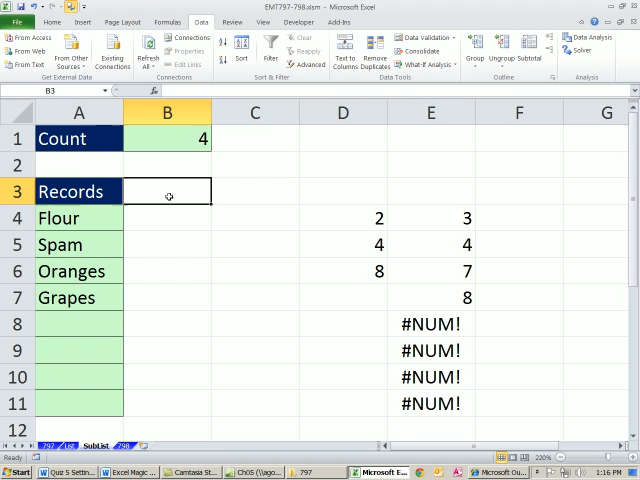 EMT797-798.xlsm - Microsoft Excel
File Home Insert Page Layout Formulas Data Review View Developer Add-Ins
From Access From Web From Text From Other Sources Existing Connections Refresh All Connections Properties Edit Links Sort Filter Clear Reapply Advanced Text to Columns Remove Duplicates Data Validation Consolidate What-If Analysis Group Ungroup Subtotal Data Analysis Solver
Get External Data Connections Sort & Filter Data Tools Outline Analysis
B3 fx
A B C D E F G
1 Count 4
2
3 Records
4 Flour 2 3
5 Spam 4 4
6 Oranges 8 7
7 Grapes 8
8 #NUM!
9 #NUM!
10 #NUM!
11 #NUM!
12
797 List SubList 798
Ready 220%
Start Quiz 5 Settin... Excel Magic ... Camtasia St... Ch05 (\\ago... 797 Microsoft E... Microsoft Ou... 1:16 PM